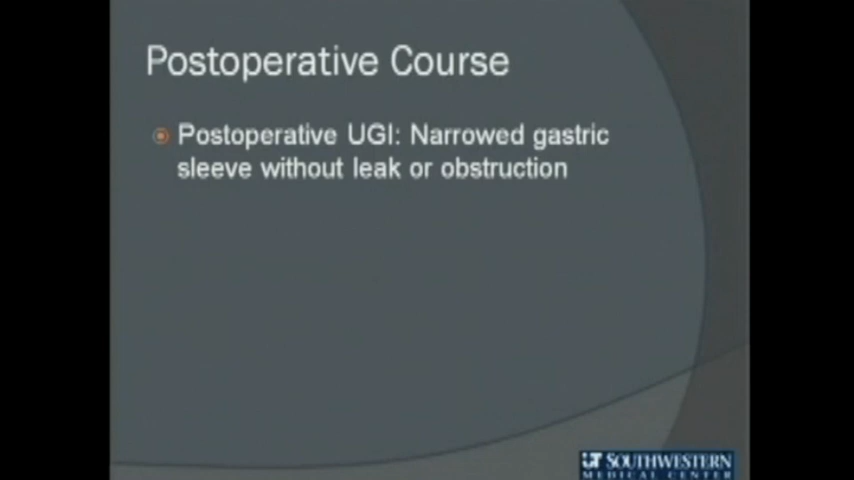 Postoperative Course
Postoperative UGI: Narrowed gastric
sleeve without leak or obstruction
UT SOUTHWESTERN
MEDICAL CENTER